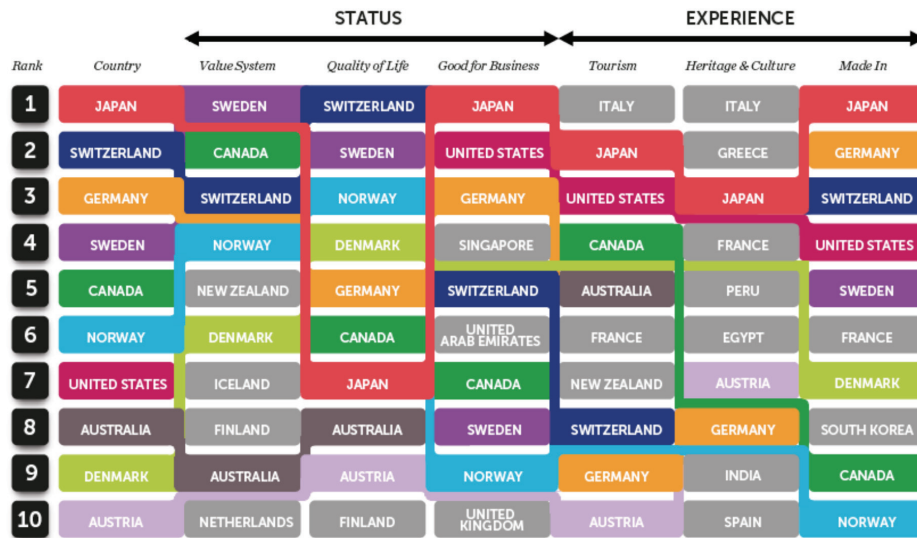 STATUS EXPERIENCE
Rank Country Value System Quality of Life Good for Business Tourism Heritage & Culture Made In
1 JAPAN SWEDEN SWITZERLAND JAPAN ITALY ITALY JAPAN
2 SWITZERLAND CANADA SWEDEN UNITED STATES JAPAN GREECE GERMANY
3 GERMANY SWITZERLAND NORWAY GERMANY UNITED STATES JAPAN SWITZERLAND
4 SWEDEN NORWAY DENMARK SINGAPORE CANADA FRANCE UNITED STATES
5 CANADA NEW ZEALAND GERMANY SWITZERLAND AUSTRALIA PERU SWEDEN
6 NORWAY DENMARK CANADA UNITED ARAB EMIRATES FRANCE EGYPT FRANCE
7 UNITED STATES ICELAND JAPAN CANADA NEW ZEALAND AUSTRIA DENMARK
8 AUSTRALIA FINLAND AUSTRALIA SWEDEN SWITZERLAND GERMANY SOUTH KOREA
9 DENMARK AUSTRALIA AUSTRIA NORWAY GERMANY INDIA CANADA
10 AUSTRIA NETHERLANDS FINLAND UNITED KINGDOM AUSTRIA SPAIN NORWAY